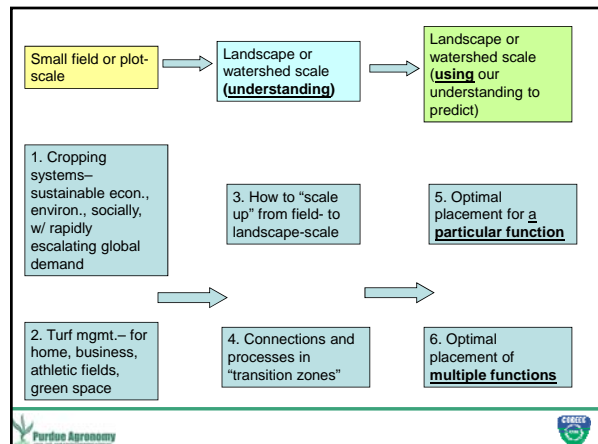 Small field or plot-
scale
Landscape or
watershed scale
(understanding)
Landscape or
watershed scale
(using our
understanding to
predict)
1. Cropping
systems–
sustainable econ.,
environ., socially,
w/ rapidly
escalating global
demand
3. How to “scale
up” from field- to
landscape-scale
5. Optimal
placement for a
particular function
2. Turf mgmt.– for
home, business,
athletic fields,
green space
4. Connections and
processes in
“transition zones”
6. Optimal
placement of
multiple functions
Purdue Agronomy